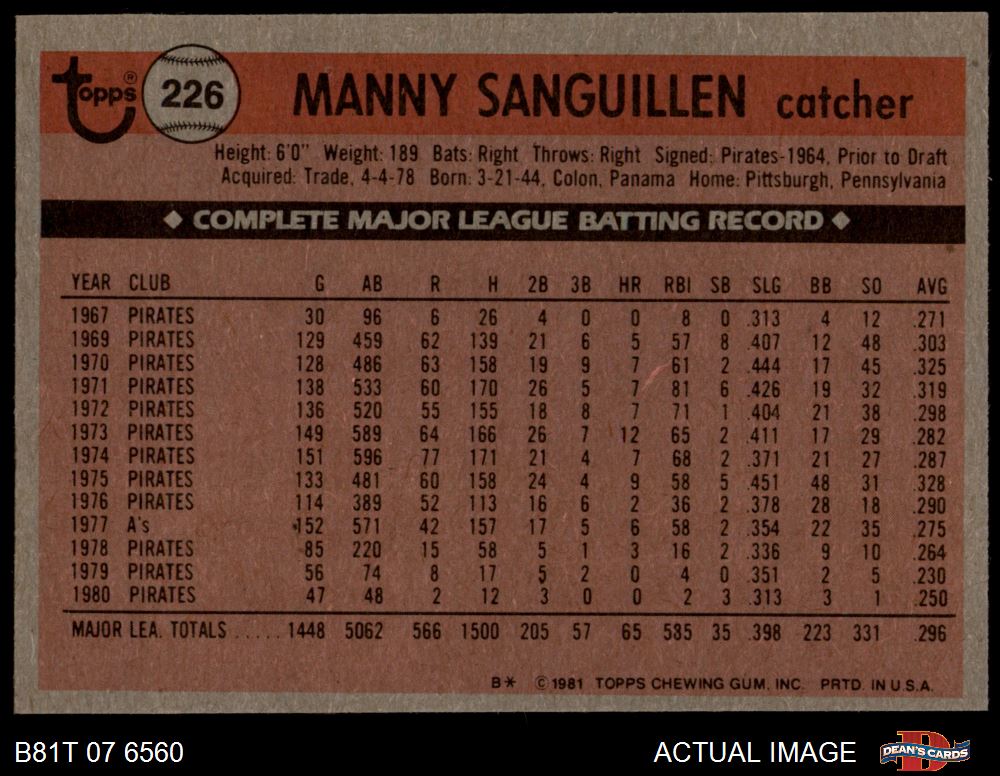 Topps® 226 MANNY SANGUILLEN catcher
Height: 6'0" Weight: 189 Bats: Right Throws: Right Signed: Pirates-1964, Prior to Draft
Acquired: Trade, 4-4-78 Born: 3-21-44, Colon, Panama Home: Pittsburgh, Pennsylvania
◆ COMPLETE MAJOR LEAGUE BATTING RECORD ◆
YEAR CLUB G AB R H 2B 3B HR RBI SB SLG BB SO AVG
1967 PIRATES 30 96 6 26 4 0 0 8 0 .313 4 12 .271
1969 PIRATES 129 459 62 139 21 6 5 57 8 .407 12 48 .303
1970 PIRATES 128 486 63 158 19 9 7 61 2 .444 17 45 .325
1971 PIRATES 138 533 60 170 26 5 7 81 6 .426 19 32 .319
1972 PIRATES 136 520 55 155 18 8 7 71 1 .404 21 38 .298
1973 PIRATES 149 589 64 166 26 7 12 65 2 .411 17 29 .282
1974 PIRATES 151 596 77 171 21 4 7 68 2 .371 21 27 .287
1975 PIRATES 133 481 60 158 24 4 9 58 5 .451 48 31 .328
1976 PIRATES 114 389 52 113 16 6 2 36 2 .378 28 18 .290
1977 A's 152 571 42 157 17 5 6 58 2 .354 22 35 .275
1978 PIRATES 85 220 15 58 5 1 3 16 2 .336 9 10 .264
1979 PIRATES 56 74 8 17 5 2 0 4 0 .351 2 5 .230
1980 PIRATES 47 48 2 12 3 0 0 2 3 .313 3 1 .250
MAJOR LEA. TOTALS ..... 1448 5062 566 1500 205 57 65 585 35 .398 223 331 .296
B* ©1981 TOPPS CHEWING GUM, INC. PRTD. IN U.S.A.
B81T 07 6560 ACTUAL IMAGE DEAN'S CARDS